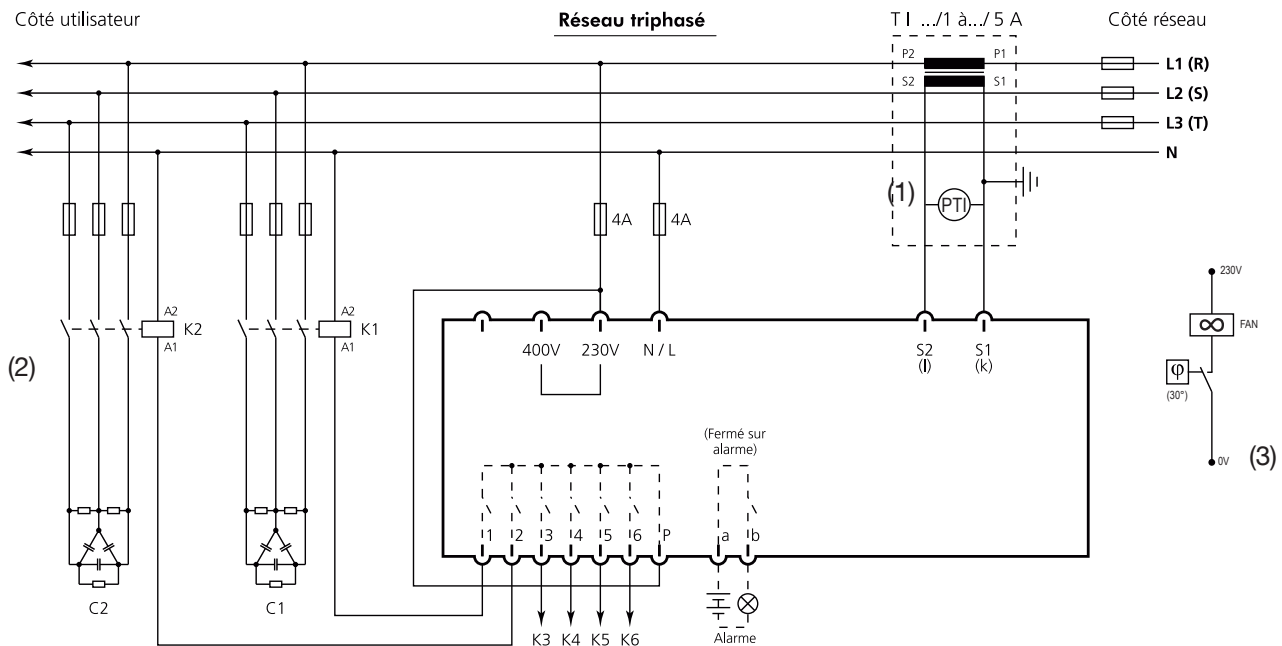 Côté utilisateur
Réseau triphasé
T I .../1 à.../ 5 A
Côté réseau
P2
P1
L1 (R)
S2
S1
L2 (S)
L3 (T)
N
(1)
PTI
4A
4A
230V
FAN
φ
(30°)
0V
(3)
A2
K2
A1
A2
K1
A1
(2)
400V
230V
N / L
S2
(l)
S1
(k)
(Fermé sur
alarme)
1
2
3
4
5
6
P
a
b
C2
C1
K3
K4
K5
K6
Alarme